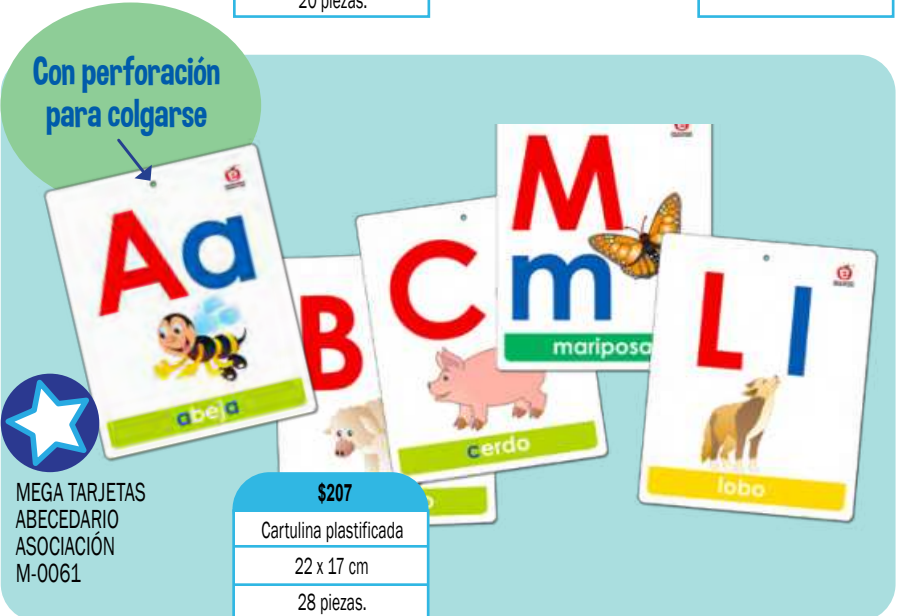 20 piezas.
Con perforación
para colgarse
Aa
abeja
B
C
cerdo
M
m
mariposa
L l
lobo
MEGA TARJETAS
ABECEDARIO
ASOCIACIÓN
M-0061
$207
Cartulina plastificada
22 x 17 cm
28 piezas.